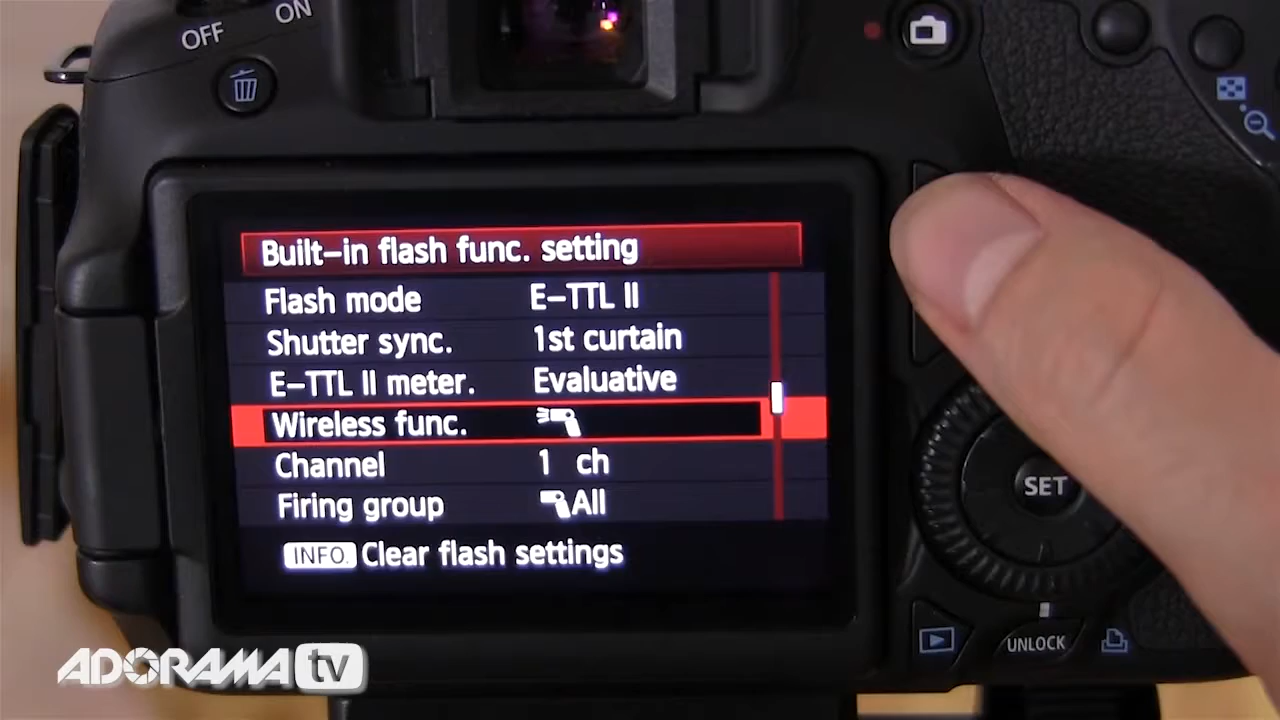 OFF ON
Built-in flash func. setting
Flash mode E-TTL II
Shutter sync. 1st curtain
E-TTL II meter. Evaluative
Wireless func.
Channel 1 ch
Firing group All
INFO. Clear flash settings
SET
UNLOCK
ADORAMA tv